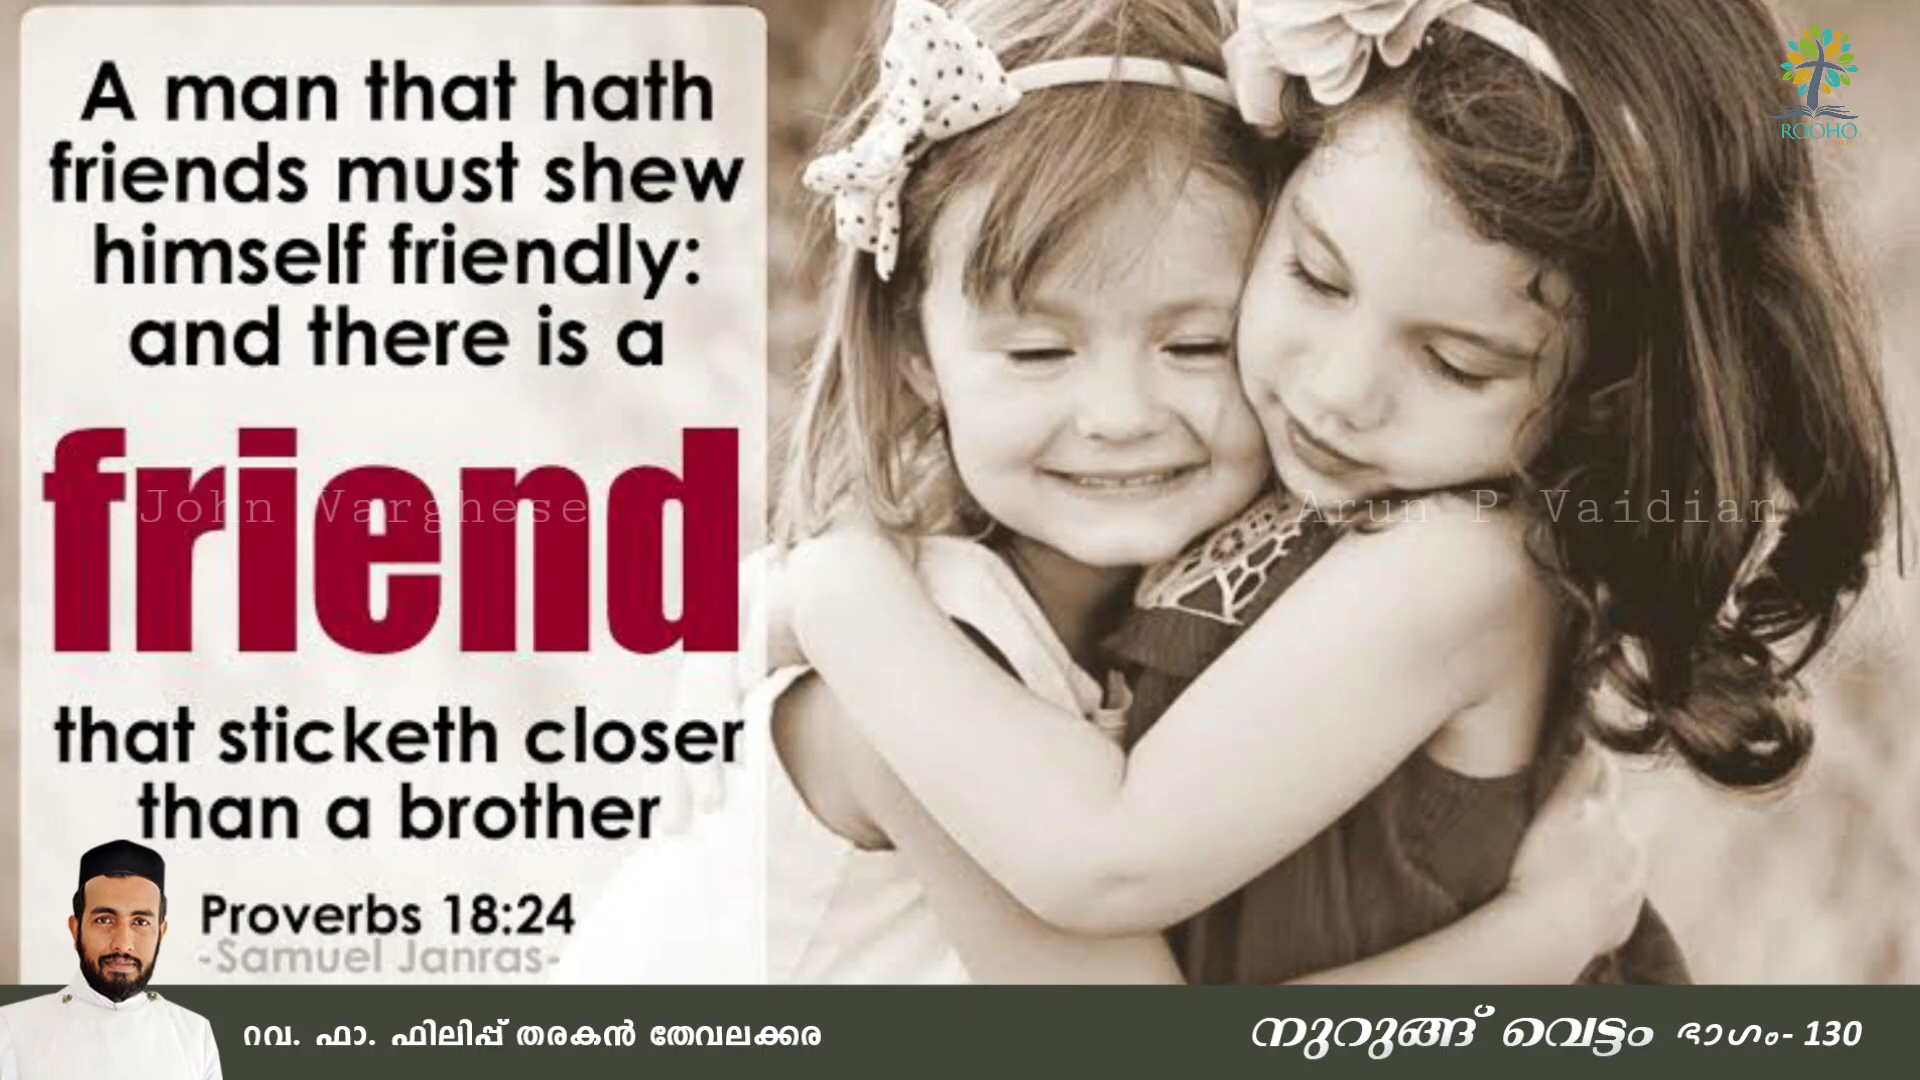 A man that hath
friends must shew
himself friendly:
and there is a
friend
that sticketh closer
than a brother
Proverbs 18:24
-Samuel Janras-
John Varghese
Arun P Vaidian
ROOHO
റവ. ഫാ. ഫിലിപ്പ് തരകൻ തേവലക്കര
നുറുങ്ങ് വെട്ടം ഭാഗം- 130